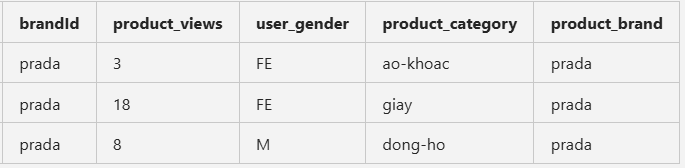 brandId product_views user_gender product_category product_brand
prada 3 FE ao-khoac prada
prada 18 FE giay prada
prada 8 M dong-ho prada